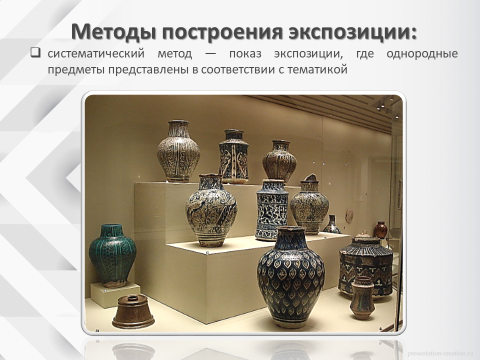 Методы построения экспозиции:
систематический метод — показ экспозиции, где однородные
предметы представлены в соответствии с тематикой